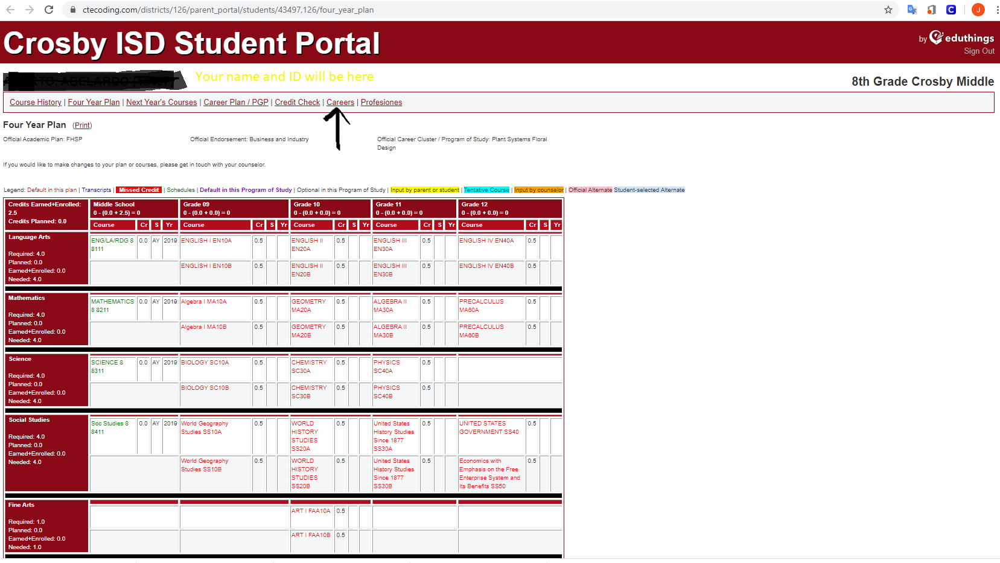 ctecoding.com/districts/126/parent_portal/students/43497,126/four_year_plan
Crosby ISD Student Portal
by eduthings
Sign Out
Your name and ID will be here
8th Grade Crosby Middle
Course History | Four Year Plan | Next Year's Courses | Career Plan / PGP | Credit Check | Careers | Profesiones
Four Year Plan (Print)
Official Academic Plan: FHSP
Official Endorsement: Business and Industry
Official Career Cluster / Program of Study: Plant Systems Floral
Design
If you would like to make changes to your plan or courses, please get in touch with your counselor.
Legend: Default in this plan | Transcripts | Missed Credit | Schedules | Default in this Program of Study | Optional in this Program of Study | Input by parent or student | Tentative Course | Input by counselor | Official Alternate Student-selected Alternate
Credits Earned+Enrolled:
2.5
Credits Planned: 0.0
Middle School
0 - (0.0 + 2.5) = 0
Grade 09
0 - (0.0 + 0.0) = 0
Grade 10
0 - (0.0 + 0.0) = 0
Grade 11
0 - (0.0 + 0.0) = 0
Grade 12
0 - (0.0 + 0.0) = 0
Course Cr S Yr Course Cr S Yr Course Cr S Yr Course Cr S Yr Course Cr S Yr
Language Arts
Required: 4.0
Planned: 0.0
Earned+Enrolled: 0.0
Needed: 4.0
ENG/LA/RDG 8
8111
0.0 AY 2019
ENGLISH I EN10A 0.5
ENGLISH II
EN20A
0.5
ENGLISH III
EN30A
0.5
ENGLISH IV EN40A 0.5
ENGLISH I EN10B 0.5
ENGLISH II
EN20B
0.5
ENGLISH III
EN30B
0.5
ENGLISH IV EN40B 0.5
Mathematics
Required: 4.0
Planned: 0.0
Earned+Enrolled: 0.0
Needed: 4.0
MATHEMATICS
8 8211
0.0 AY 2019
Algebra I MA10A 0.5
GEOMETRY
MA20A
0.5
ALGEBRA II
MA30A
0.5
PRECALCULUS
MA60A
0.5
Algebra I MA10B 0.5
GEOMETRY
MA20B
0.5
ALGEBRA II
MA30B
0.5
PRECALCULUS
MA60B
0.5
Science
Required: 4.0
Planned: 0.0
Earned+Enrolled: 0.0
Needed: 4.0
SCIENCE 8
8311
0.0 AY 2019
BIOLOGY SC10A 0.5
CHEMISTRY
SC30A
0.5
PHYSICS
SC40A
0.5
BIOLOGY SC10B 0.5
CHEMISTRY
SC30B
0.5
PHYSICS
SC40B
0.5
Social Studies
Required: 4.0
Planned: 0.0
Earned+Enrolled: 0.0
Needed: 4.0
Soc Studies 8
8411
0.0 AY 2019
World Geography
Studies SS10A
0.5
WORLD
HISTORY
STUDIES
SS20A
0.5
United States
History Studies
Since 1877
SS30A
0.5
UNITED STATES
GOVERNMENT SS40
0.5
World Geography
Studies SS10B
0.5
WORLD
HISTORY
STUDIES
SS20B
0.5
United States
History Studies
Since 1877
SS30B
0.5
Economics with
Emphasis on the Free
Enterprise System and
Its Benefits SS50
0.5
Fine Arts
Required: 1.0
Planned: 0.0
Earned+Enrolled: 0.0
Needed: 1.0
ART I FAA10A 0.5
ART I FAA10B 0.5